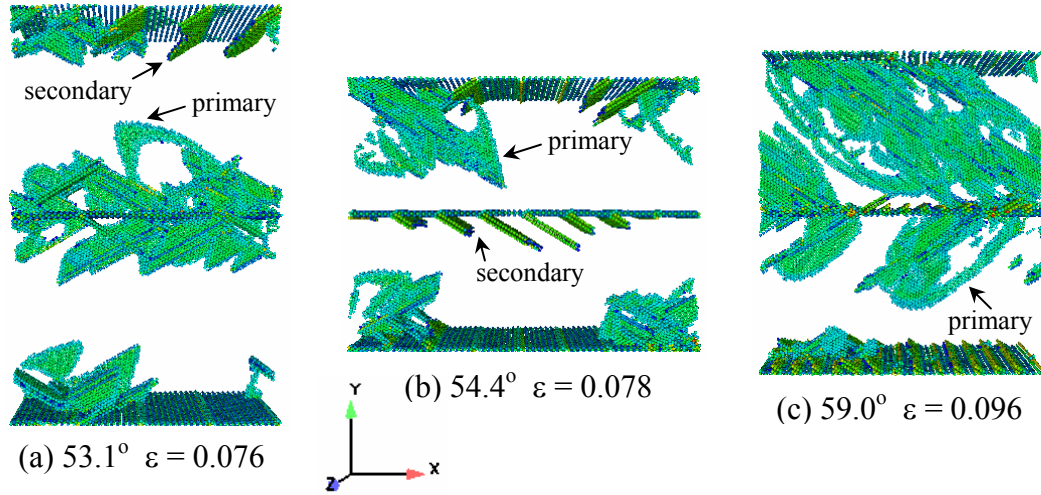 secondary
primary
(a) 53.1° ε = 0.076
primary
secondary
(b) 54.4° ε = 0.078
Y
X
Z
primary
(c) 59.0° ε = 0.096